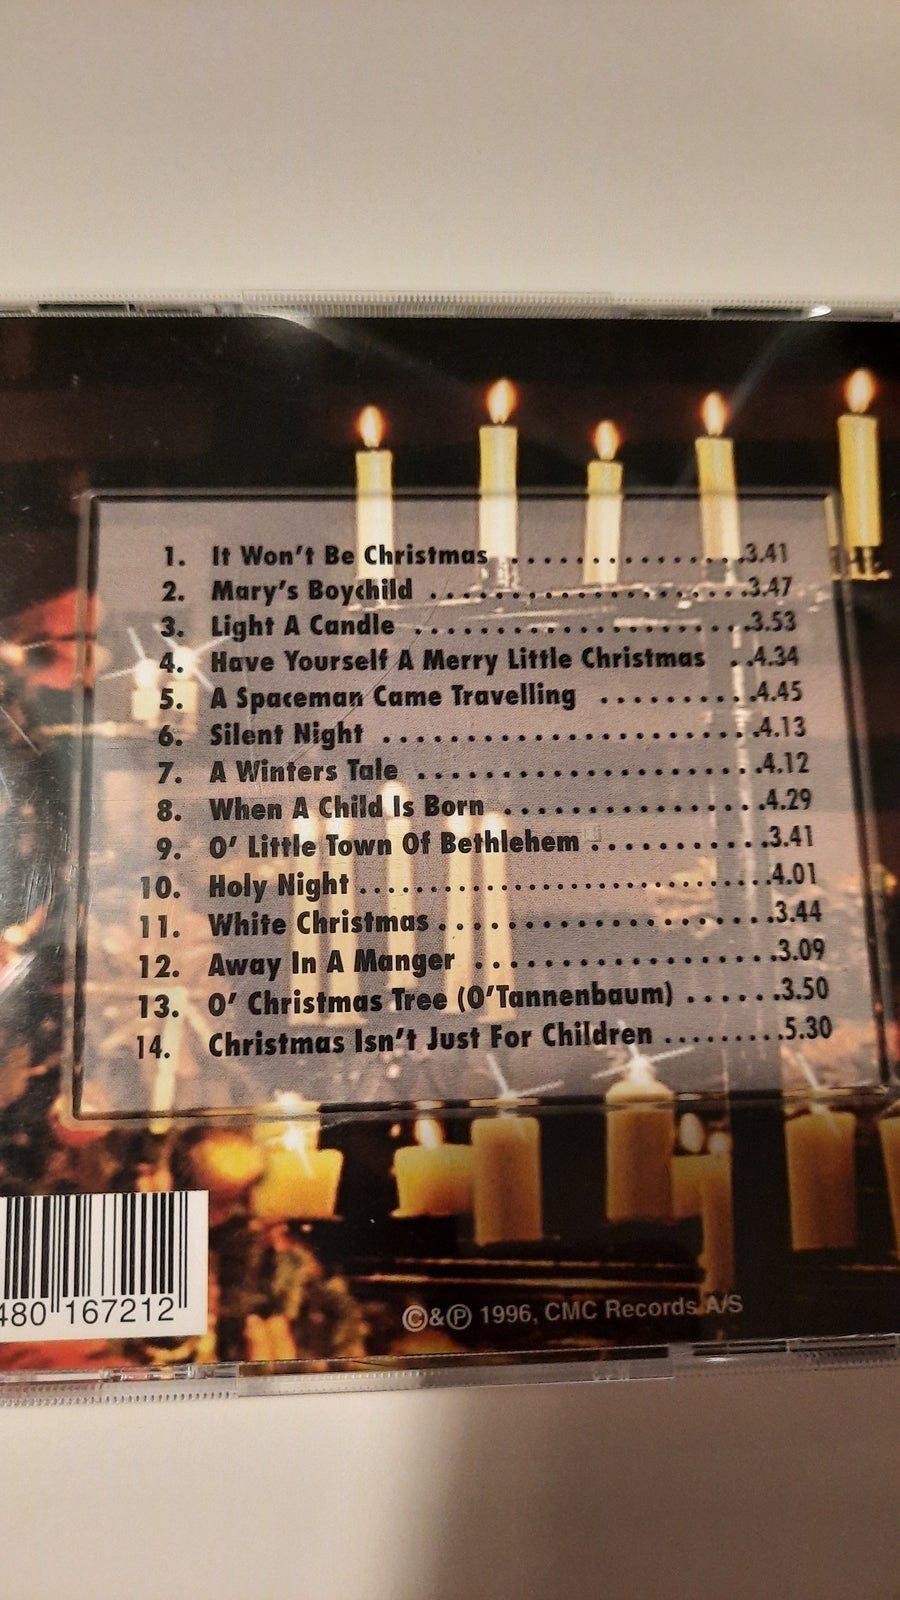 1. It Won't Be Christmas ................3.41
2. Mary's Boychild ......................3.47
3. Light A Candle .......................3.53
4. Have Yourself A Merry Little Christmas ..4.34
5. A Spaceman Came Travelling ..........4.45
6. Silent Night ........................4.13
7. A Winters Tale ......................4.12
8. When A Child Is Born ................4.29
9. O' Little Town Of Bethlehem ...........3.41
10. Holy Night .........................4.01
11. White Christmas ....................3.44
12. Away In A Manger ..................3.09
13. O' Christmas Tree (O'Tannenbaum) ......3.50
14. Christmas Isn't Just For Children .........5.30
480 167212
©&℗ 1996, CMC Records A/S